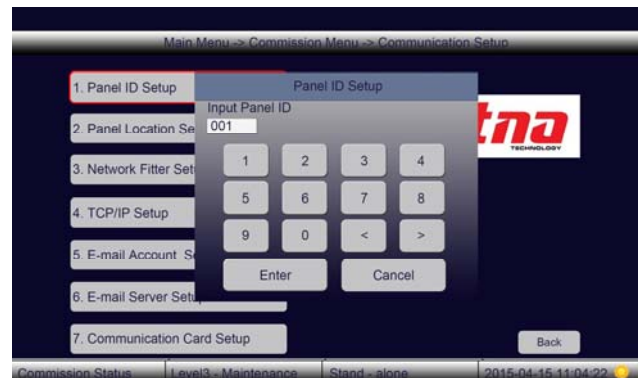 Main Menu -> Commission Menu -> Communication Setup
1. Panel ID Setup
2. Panel Location Se
3. Network Fitter Set
4. TCP/IP Setup
5. E-mail Account S
6. E-mail Server Setu
7. Communication Card Setup
Panel ID Setup
Input Panel ID
001
1 2 3 4
5 6 7 8
9 0 < >
Enter Cancel
tna
TECHNOLOGY
Back
Commission Status Level3 - Maintenance Stand - alone 2015-04-15 11:04:22